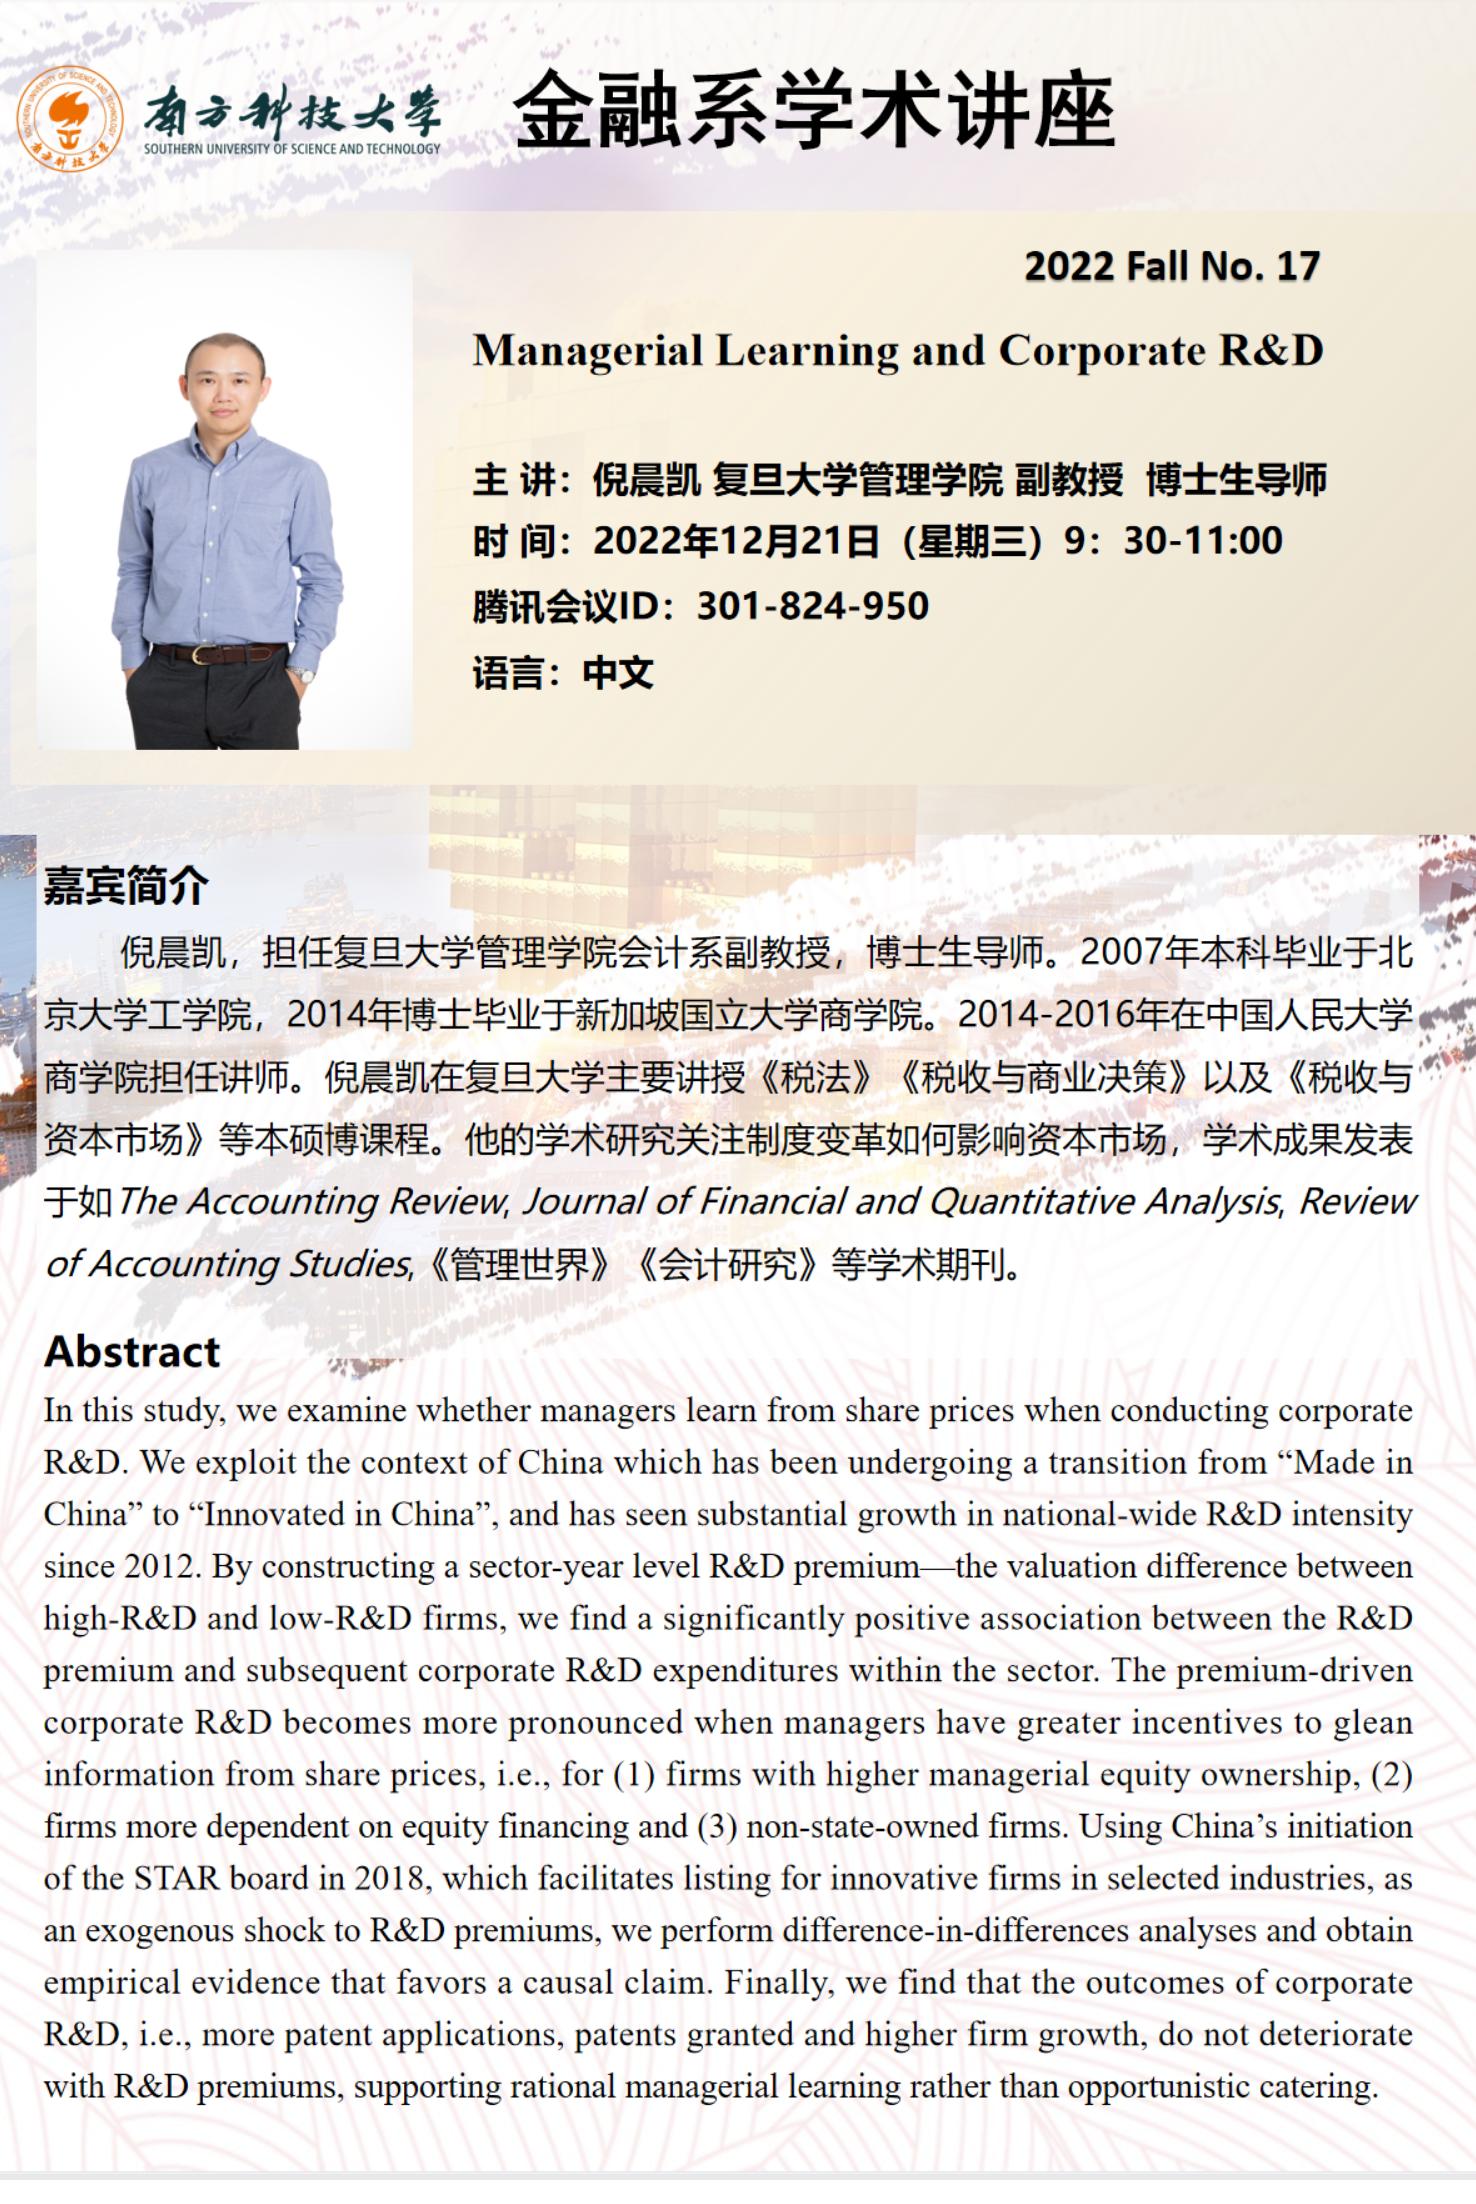 南方科技大学
SOUTHERN UNIVERSITY OF SCIENCE AND TECHNOLOGY
金融系学术讲座
2022 Fall No. 17
Managerial Learning and Corporate R&D
主 讲：倪晨凯 复旦大学管理学院 副教授 博士生导师
时 间：2022年12月21日（星期三）9：30-11:00
腾讯会议ID：301-824-950
语言：中文
嘉宾简介
倪晨凯，担任复旦大学管理学院会计系副教授，博士生导师。2007年本科毕业于北
京大学工学院，2014年博士毕业于新加坡国立大学商学院。2014-2016年在中国人民大学
商学院担任讲师。倪晨凯在复旦大学主要讲授《税法》《税收与商业决策》以及《税收与
资本市场》等本硕博课程。他的学术研究关注制度变革如何影响资本市场，学术成果发表
于如The Accounting Review, Journal of Financial and Quantitative Analysis, Review
of Accounting Studies,《管理世界》《会计研究》等学术期刊。
Abstract
In this study, we examine whether managers learn from share prices when conducting corporate
R&D. We exploit the context of China which has been undergoing a transition from “Made in
China” to “Innovated in China”, and has seen substantial growth in national-wide R&D intensity
since 2012. By constructing a sector-year level R&D premium—the valuation difference between
high-R&D and low-R&D firms, we find a significantly positive association between the R&D
premium and subsequent corporate R&D expenditures within the sector. The premium-driven
corporate R&D becomes more pronounced when managers have greater incentives to glean
information from share prices, i.e., for (1) firms with higher managerial equity ownership, (2)
firms more dependent on equity financing and (3) non-state-owned firms. Using China’s initiation
of the STAR board in 2018, which facilitates listing for innovative firms in selected industries, as
an exogenous shock to R&D premiums, we perform difference-in-differences analyses and obtain
empirical evidence that favors a causal claim. Finally, we find that the outcomes of corporate
R&D, i.e., more patent applications, patents granted and higher firm growth, do not deteriorate
with R&D premiums, supporting rational managerial learning rather than opportunistic catering.